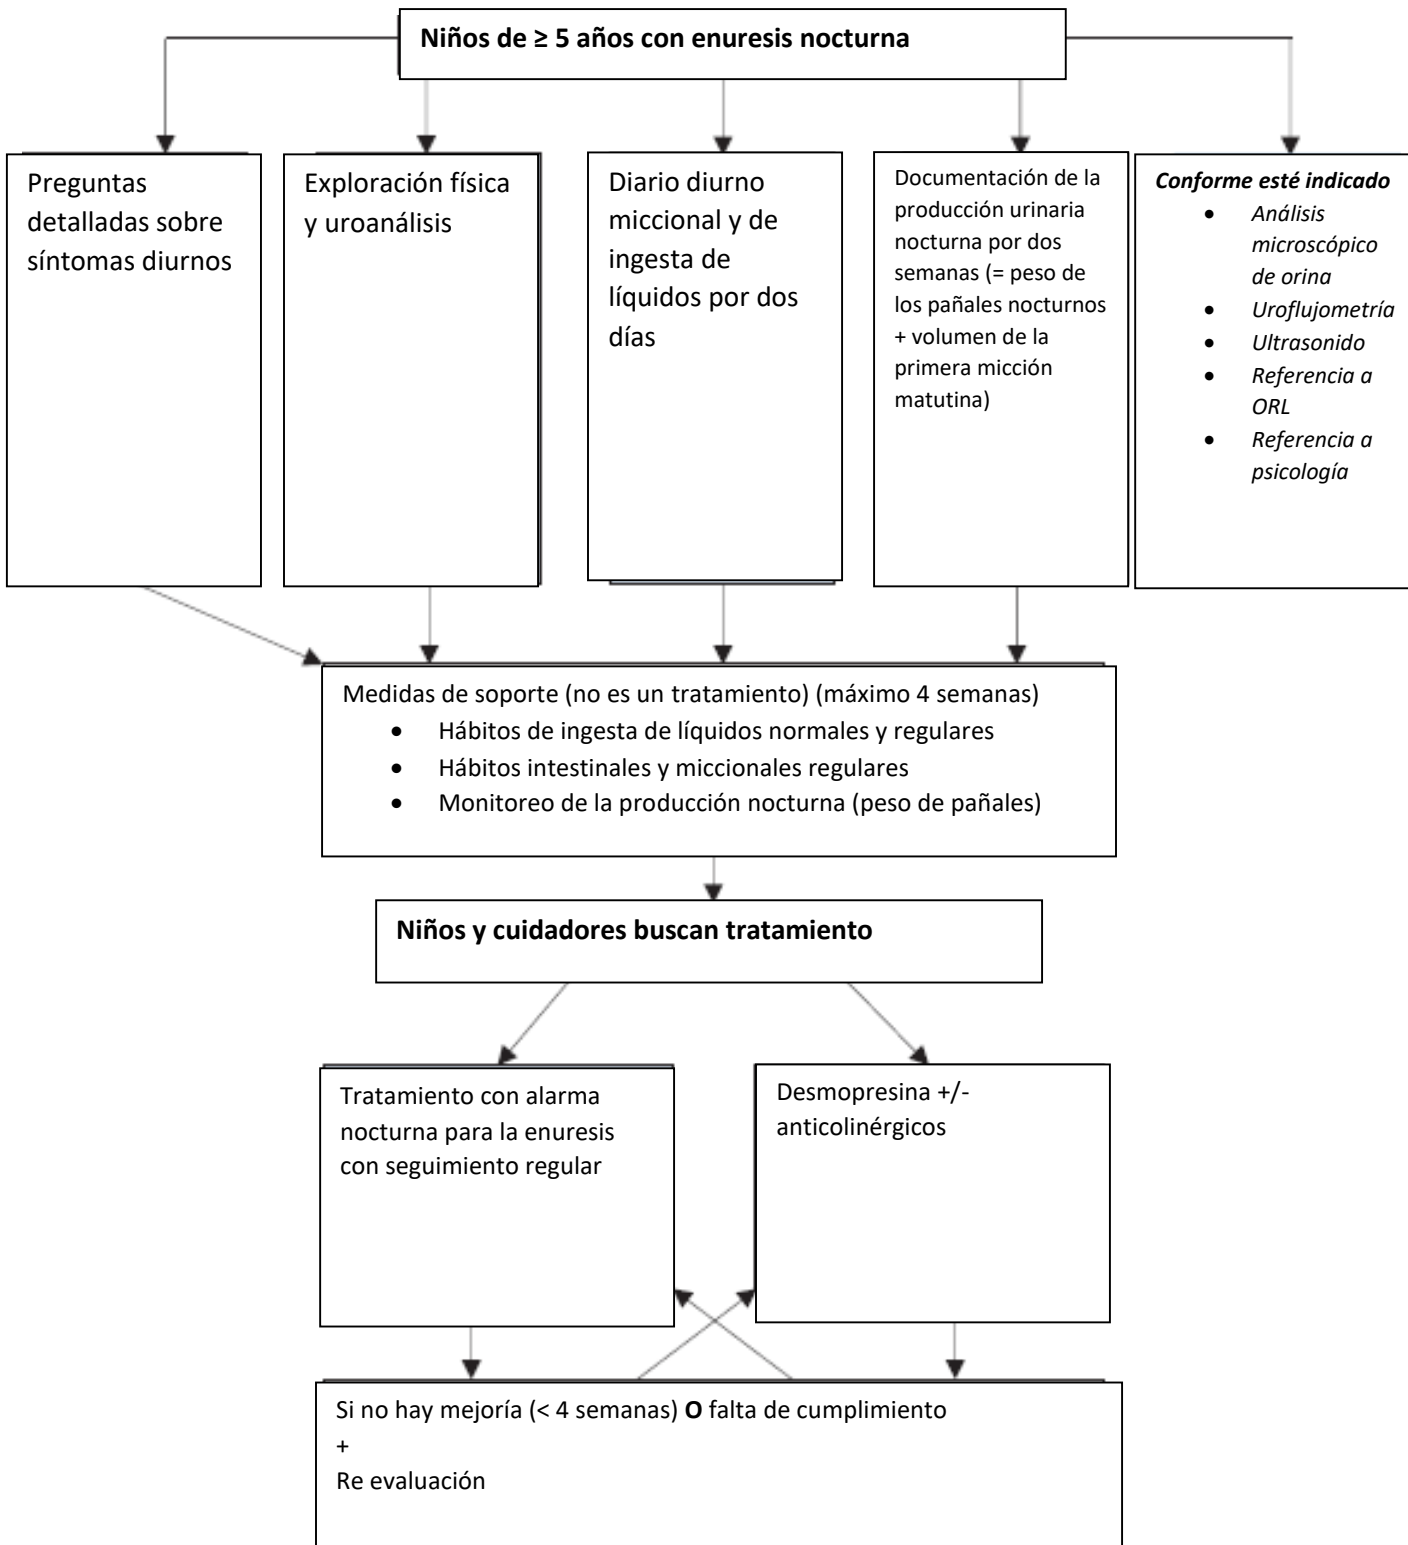 Niños de ≥ 5 años con enuresis nocturna
Preguntas
detalladas sobre
síntomas diurnos
Exploración física
y uroanálisis
Diario diurno
miccional y de
ingesta de
líquidos por dos
días
Documentación de la
producción urinaria
nocturna por dos
semanas (= peso de
los pañales nocturnos
+ volumen de la
primera micción
matutina)
Conforme esté indicado
• Análisis
microscópico
de orina
• Uroflujometría
• Ultrasonido
• Referencia a
ORL
• Referencia a
psicología
Medidas de soporte (no es un tratamiento) (máximo 4 semanas)
• Hábitos de ingesta de líquidos normales y regulares
• Hábitos intestinales y miccionales regulares
• Monitoreo de la producción nocturna (peso de pañales)
Niños y cuidadores buscan tratamiento
Tratamiento con alarma
nocturna para la enuresis
con seguimiento regular
Desmopresina +/-
anticolinérgicos
Si no hay mejoría (< 4 semanas) O falta de cumplimiento
+
Re evaluación